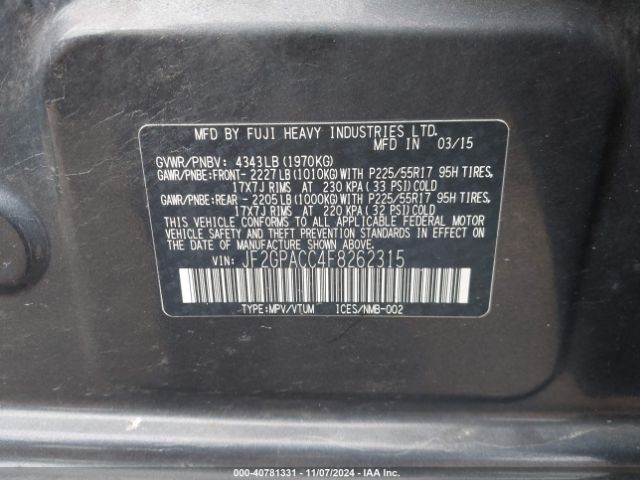 MFD BY FUJI HEAVY INDUSTRIES LTD.
MFD IN 03/15
GVWR/PNBV: 4343LB (1970KG)
GAWR/PNBE:FRONT- 2227LB(1010KG)WITH P225/55R17 95H TIRES,
17X7J RIMS AT 230 KPA (33 PSI)COLD
GAWR/PNBE:REAR - 2205LB(1000KG)WITH P225/55R17 95H TIRES,
17X7J RIMS AT 220 KPA (32 PSI)COLD
THIS VEHICLE CONFORMS TO ALL APPLICABLE FEDERAL MOTOR
VEHICLE SAFETY AND THEFT PREVENTION STANDARDS IN EFFECT
ON THE DATE OF MANUFACTURE SHOWN ABOVE.
VIN: JF2GPACC4F8262315
TYPE:MPV/VTUM ICES/NMB-002
000-40781331 - 11/07/2024 - IAA Inc.